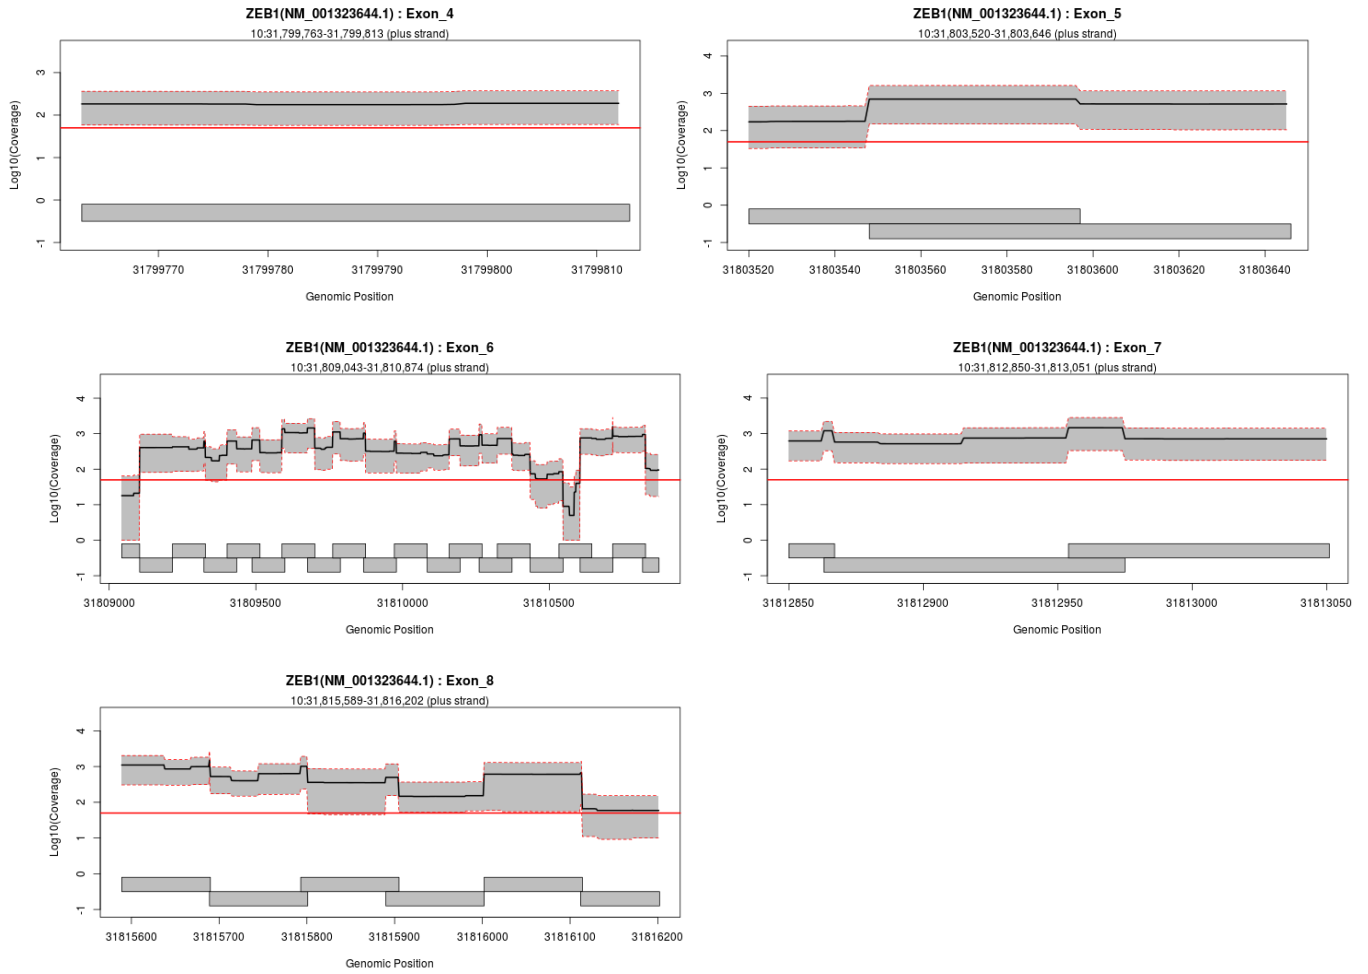 ZEB1(NM_001323644.1) : Exon_4
10:31,799,763-31,799,813 (plus strand)
Log10(Coverage)
3
2
1
0
-1
31799770 31799780 31799790 31799800 31799810
Genomic Position
ZEB1(NM_001323644.1) : Exon_5
10:31,803,520-31,803,646 (plus strand)
Log10(Coverage)
4
3
2
1
0
-1
31803520 31803540 31803560 31803580 31803600 31803620 31803640
Genomic Position
ZEB1(NM_001323644.1) : Exon_6
10:31,809,043-31,810,874 (plus strand)
Log10(Coverage)
4
3
2
1
0
-1
31809000 31809500 31810000 31810500
Genomic Position
ZEB1(NM_001323644.1) : Exon_7
10:31,812,850-31,813,051 (plus strand)
Log10(Coverage)
4
3
2
1
0
-1
31812850 31812900 31812950 31813000 31813050
Genomic Position
ZEB1(NM_001323644.1) : Exon_8
10:31,815,589-31,816,202 (plus strand)
Log10(Coverage)
4
3
2
1
0
-1
31815600 31815700 31815800 31815900 31816000 31816100 31816200
Genomic Position